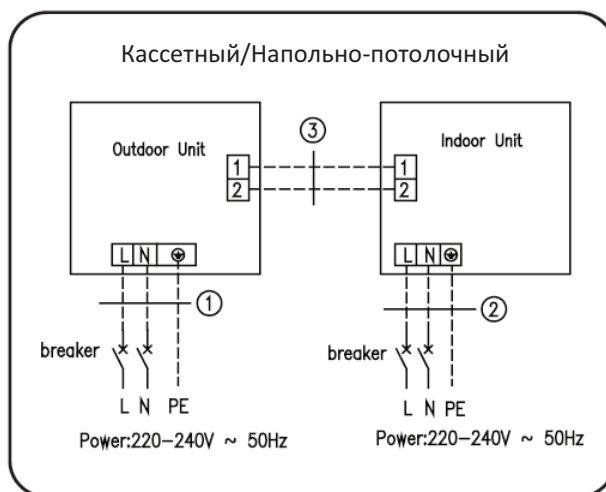 Кассетный/Напольно-потолочный
Outdoor Unit
1
2
L N
③
Indoor Unit
1
2
L N
①
breaker
L N PE
Power:220-240V ~ 50Hz
②
breaker
L N PE
Power:220-240V ~ 50Hz